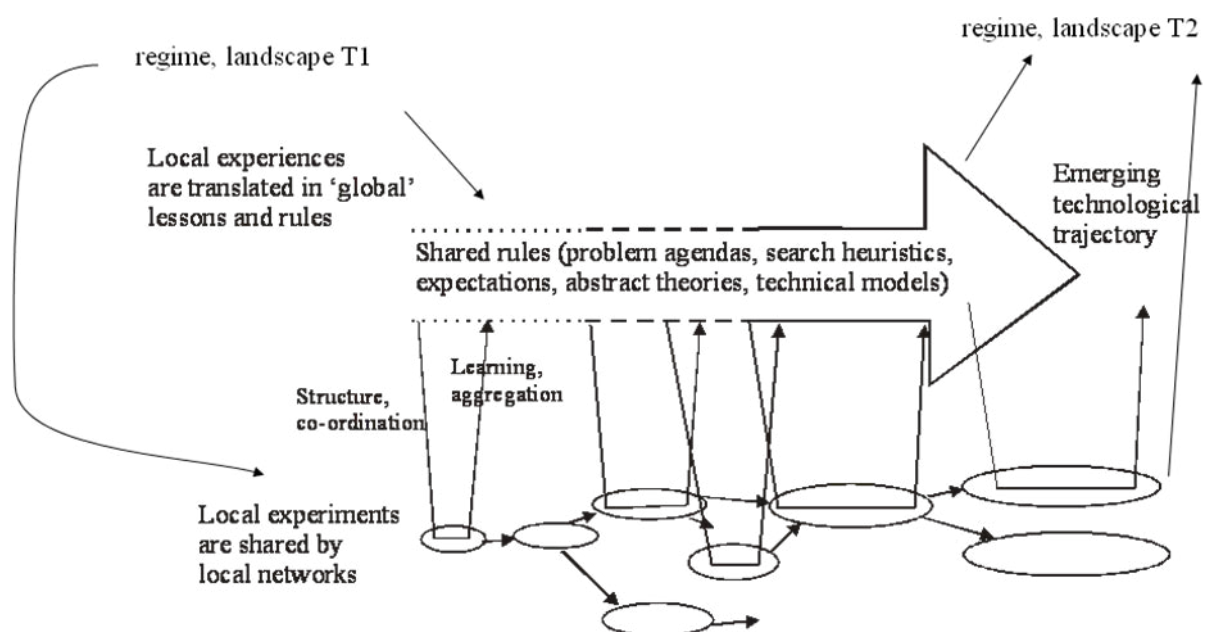 regime, landscape T2
regime, landscape T1
Local experiences
are translated in ‘global’
lessons and rules
Emerging
technological
trajectory
Shared rules (problem agendas, search heuristics,
expectations, abstract theories, technical models)
Learning,
aggregation
Structure,
co-ordination
Local experiments
are shared by
local networks